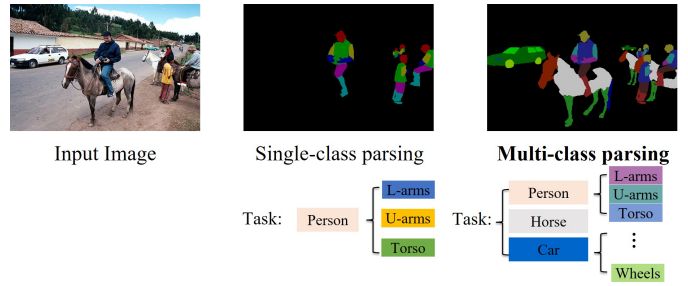 Input Image
Single-class parsing
Multi-class parsing
Task:
Person
L-arms
U-arms
Torso
Task:
Person
Horse
Car
L-arms
U-arms
Torso
⋮
Wheels